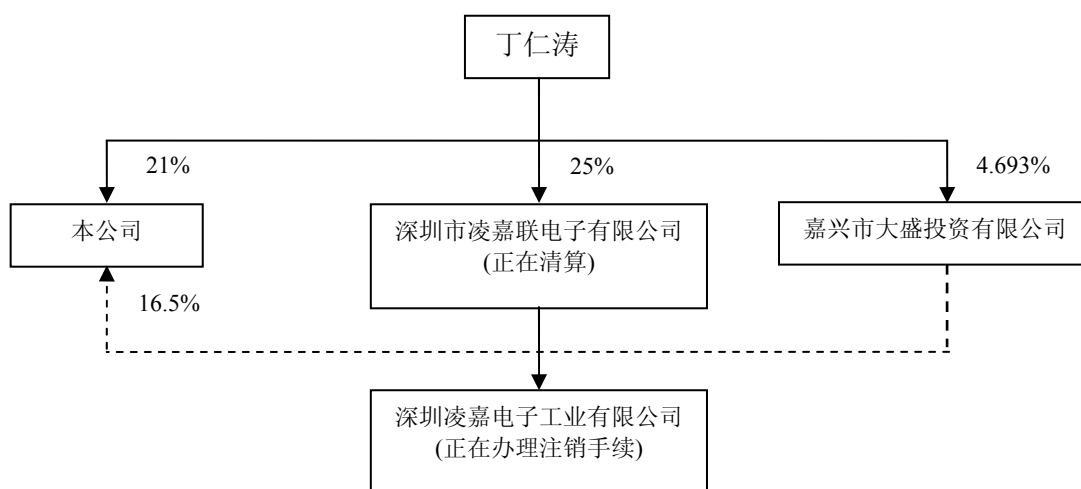 丁仁涛
21%
25%
4.693%
本公司
深圳市凌嘉联电子有限公司
(正在清算)
嘉兴市大盛投资有限公司
16.5%
深圳凌嘉电子工业有限公司
(正在办理注销手续)